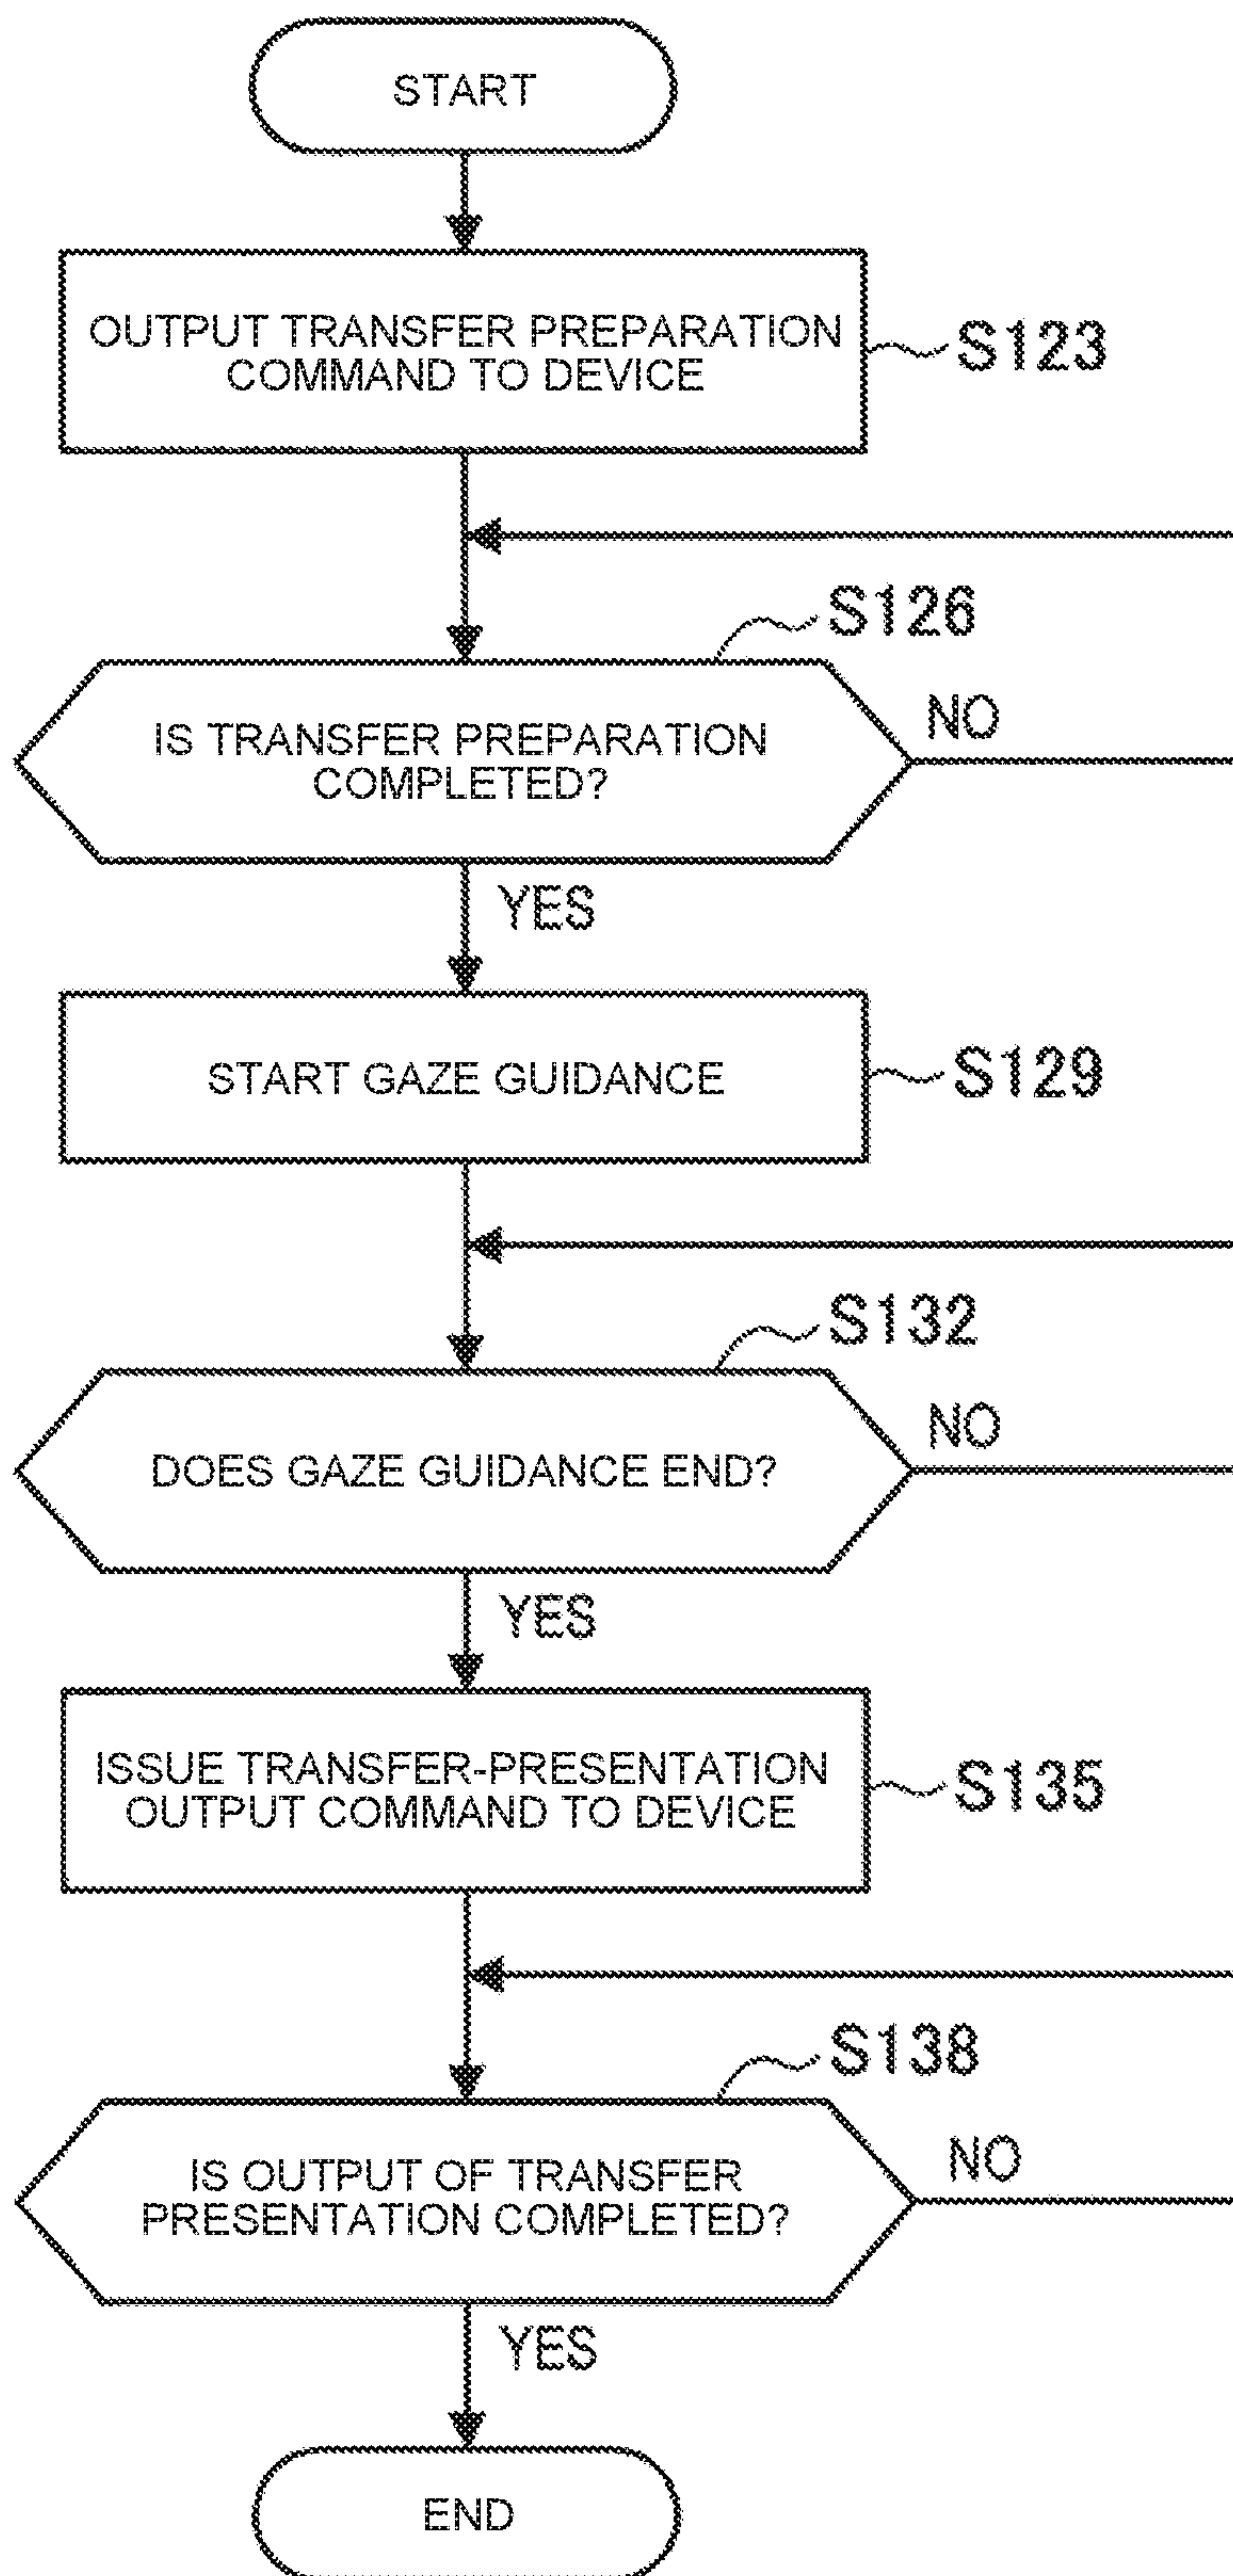 START
OUTPUT TRANSFER PREPARATION
COMMAND TO DEVICE
S123
S126
IS TRANSFER PREPARATION
COMPLETED?
NO
YES
START GAZE GUIDANCE
S129
S132
DOES GAZE GUIDANCE END?
NO
YES
ISSUE TRANSFER-PRESENTATION
OUTPUT COMMAND TO DEVICE
S135
S138
IS OUTPUT OF TRANSFER
PRESENTATION COMPLETED?
NO
YES
END